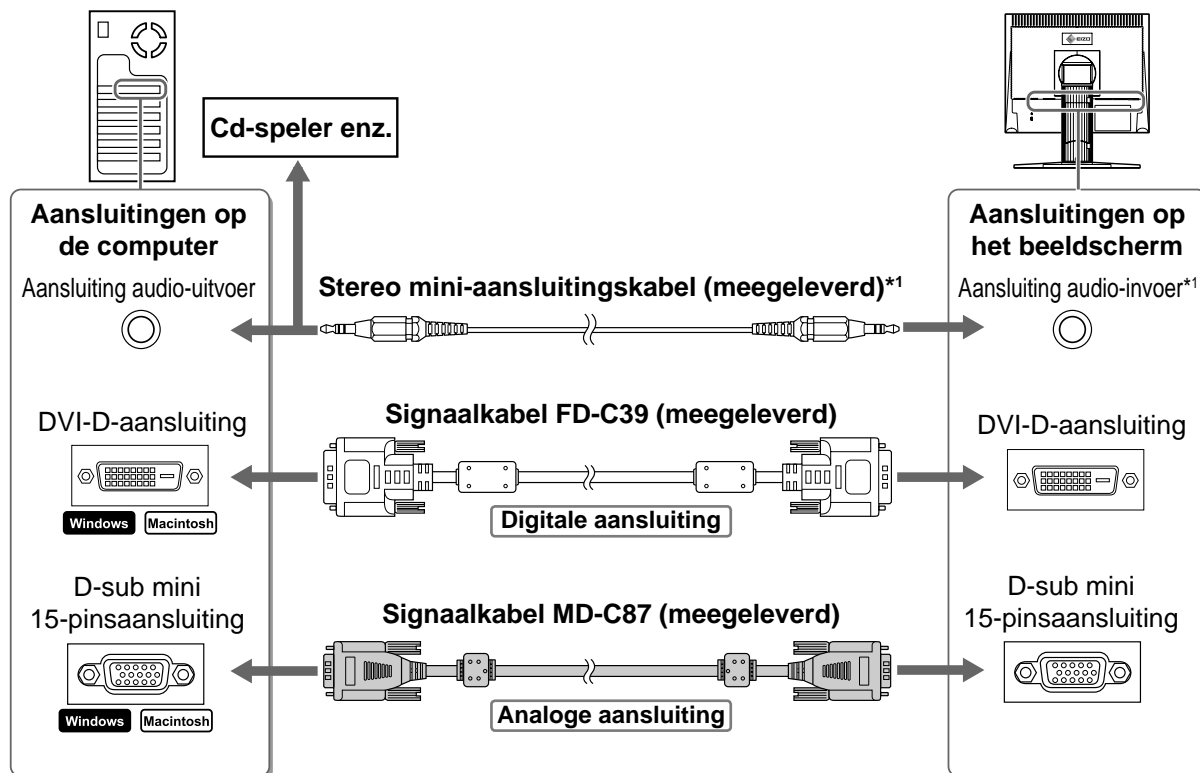 EIZO
Cd-speler enz.
Aansluitingen op
de computer
Aansluitingen op
het beeldscherm
Aansluiting audio-uitvoer
Stereo mini-aansluitingskabel (meegeleverd)*1
Aansluiting audio-invoer*1
DVI-D-aansluiting
Signaalkabel FD-C39 (meegeleverd)
DVI-D-aansluiting
Windows Macintosh
Digitale aansluiting
D-sub mini
15-pinsaansluiting
Signaalkabel MD-C87 (meegeleverd)
D-sub mini
15-pinsaansluiting
Windows Macintosh
Analoge aansluiting